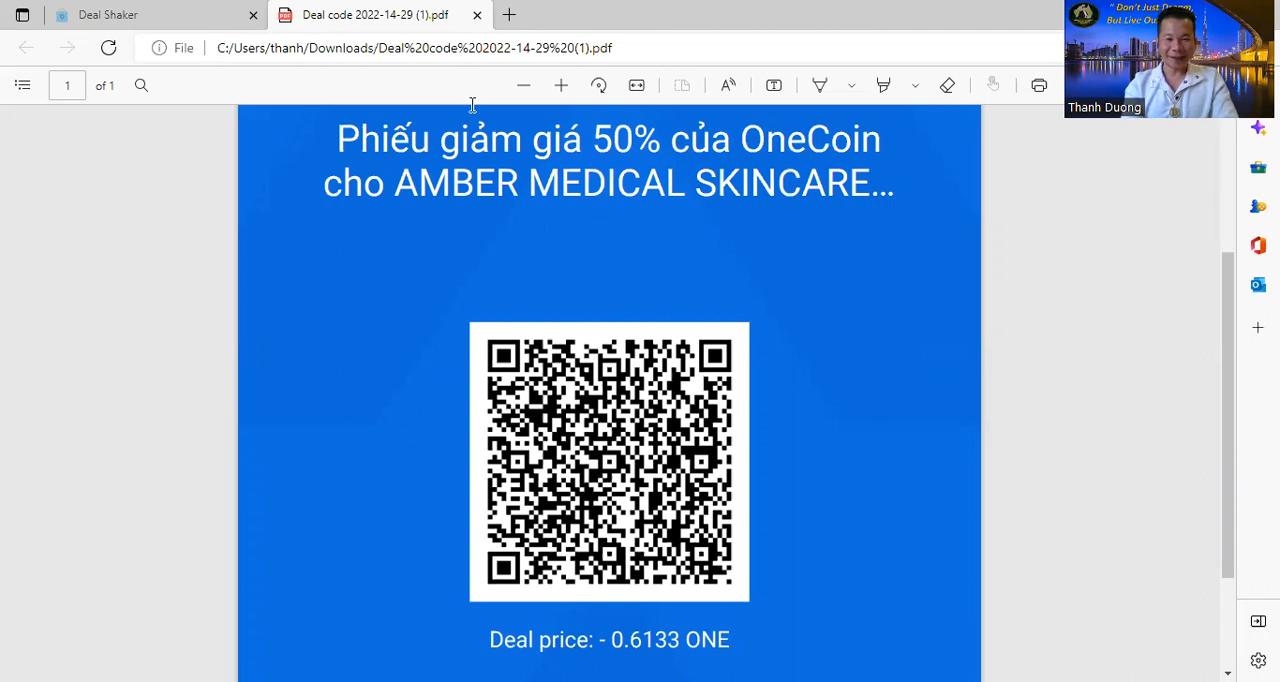 Deal Shaker
Deal code 2022-14-29 (1).pdf
File
C:/Users/thanh/Downloads/Deal%20code%202022-14-29%20(1).pdf
1
of 1
" Don't Just Dream,
But Live Ou
Thanh Duong
Phiếu giảm giá 50% của OneCoin
cho AMBER MEDICAL SKINCARE...
Deal price: - 0.6133 ONE